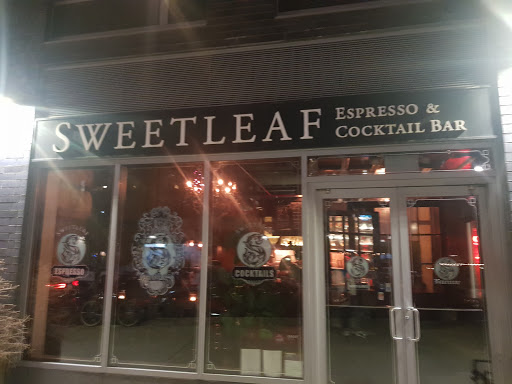 SWEETLEAF
ESPRESSO &
COCKTAIL BAR
ESPRESSO
COCKTAILS